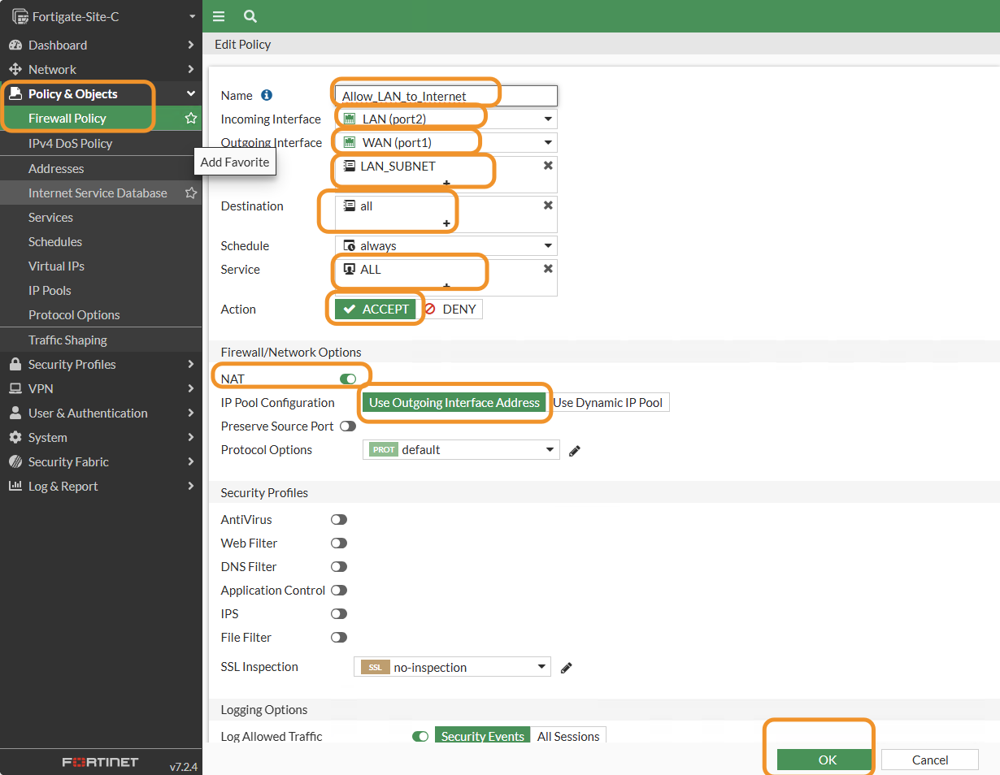 Fortigate-Site-C
Dashboard
Network
Policy & Objects
Firewall Policy
IPv4 DoS Policy
Addresses
Internet Service Database
Services
Schedules
Virtual IPs
IP Pools
Protocol Options
Traffic Shaping
Security Profiles
VPN
User & Authentication
System
Security Fabric
Log & Report
FORTINET
v7.2.4
Add Favorite
Edit Policy
Name Allow_LAN_to_Internet
Incoming Interface LAN (port2)
Outgoing Interface WAN (port1)
LAN_SUBNET
Destination all
Schedule always
Service ALL
Action ACCEPT DENY
Firewall/Network Options
NAT
IP Pool Configuration Use Outgoing Interface Address Use Dynamic IP Pool
Preserve Source Port
Protocol Options PROT default
Security Profiles
AntiVirus
Web Filter
DNS Filter
Application Control
IPS
File Filter
SSL Inspection SSL no-inspection
Logging Options
Log Allowed Traffic Security Events All Sessions
OK Cancel